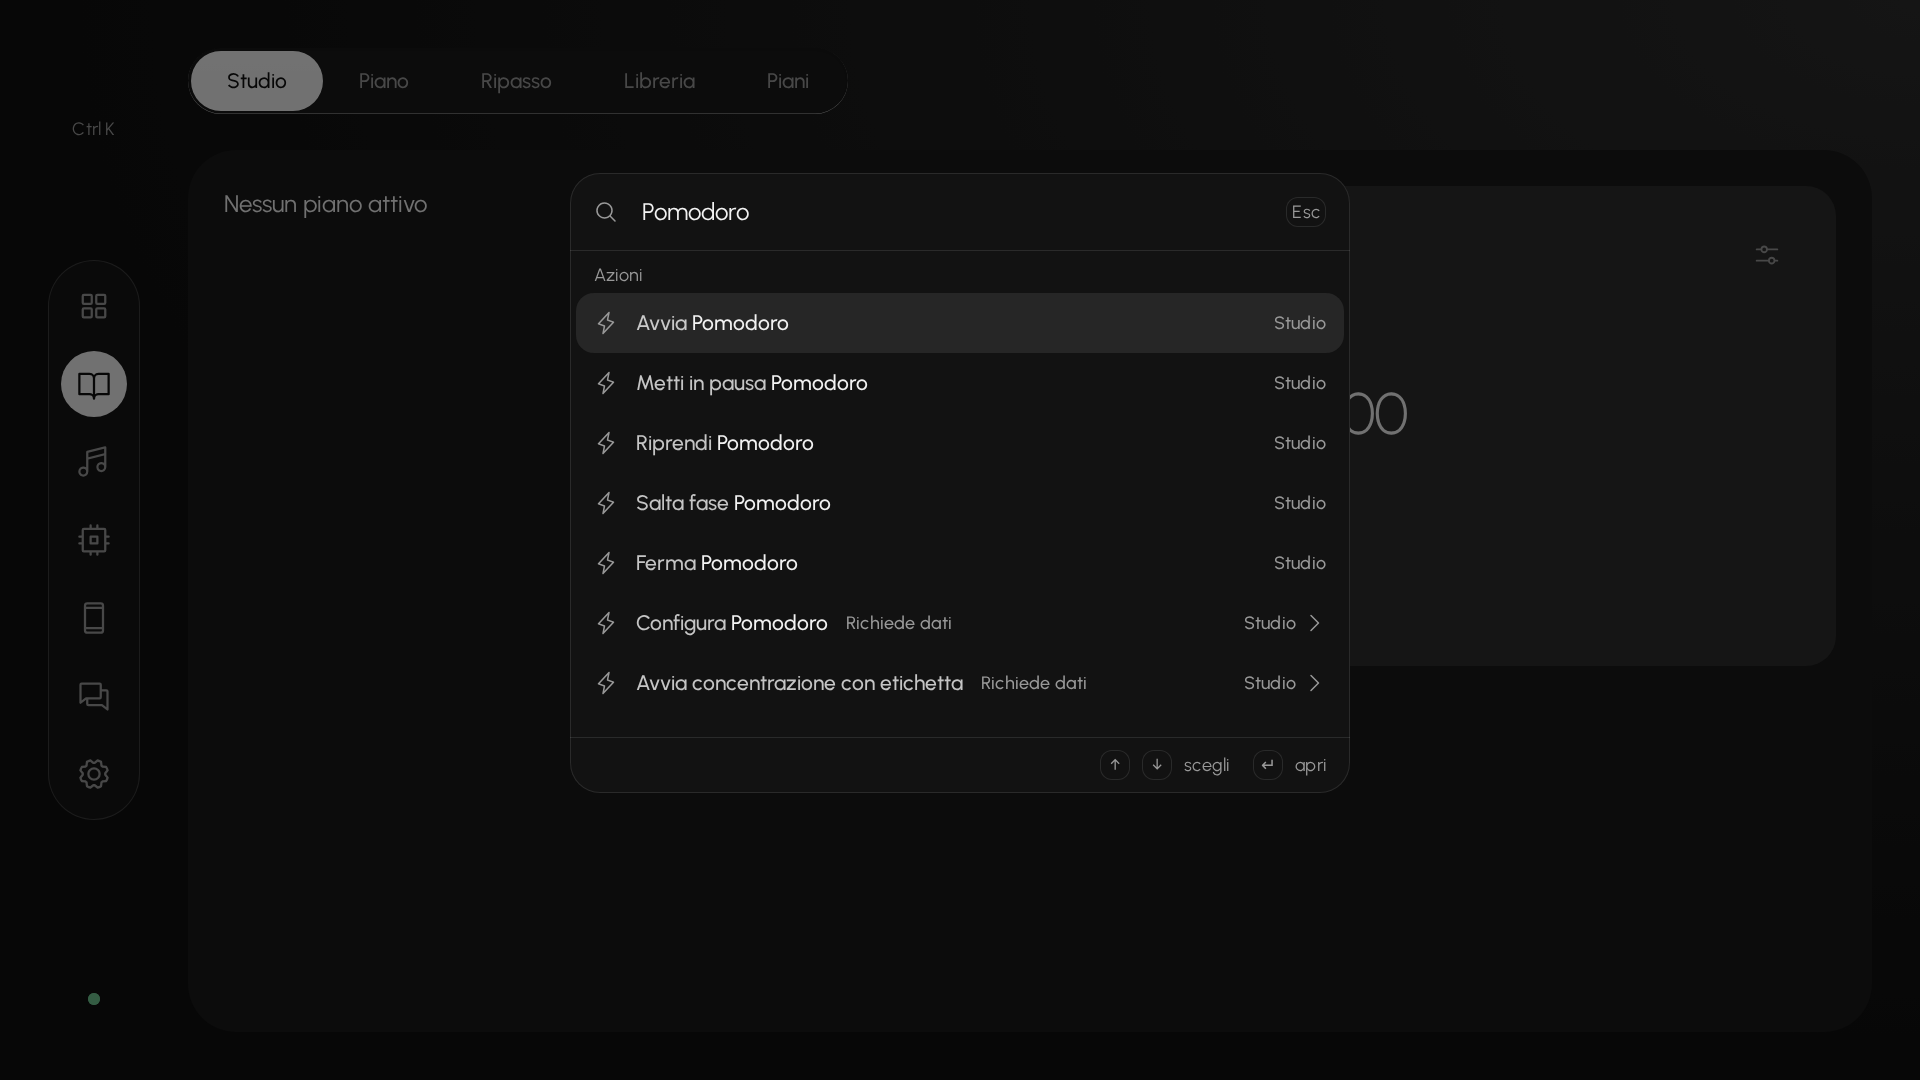 Studio Piano Ripasso Libreria Piani
Ctrl K
Nessun piano attivo
Pomodoro Esc
Azioni
Avvia Pomodoro Studio
Metti in pausa Pomodoro Studio
00
Riprendi Pomodoro Studio
Salta fase Pomodoro Studio
Ferma Pomodoro Studio
Configura Pomodoro Richiede dati Studio
Avvia concentrazione con etichetta Richiede dati Studio
↑ ↓ scegli ↵ apri